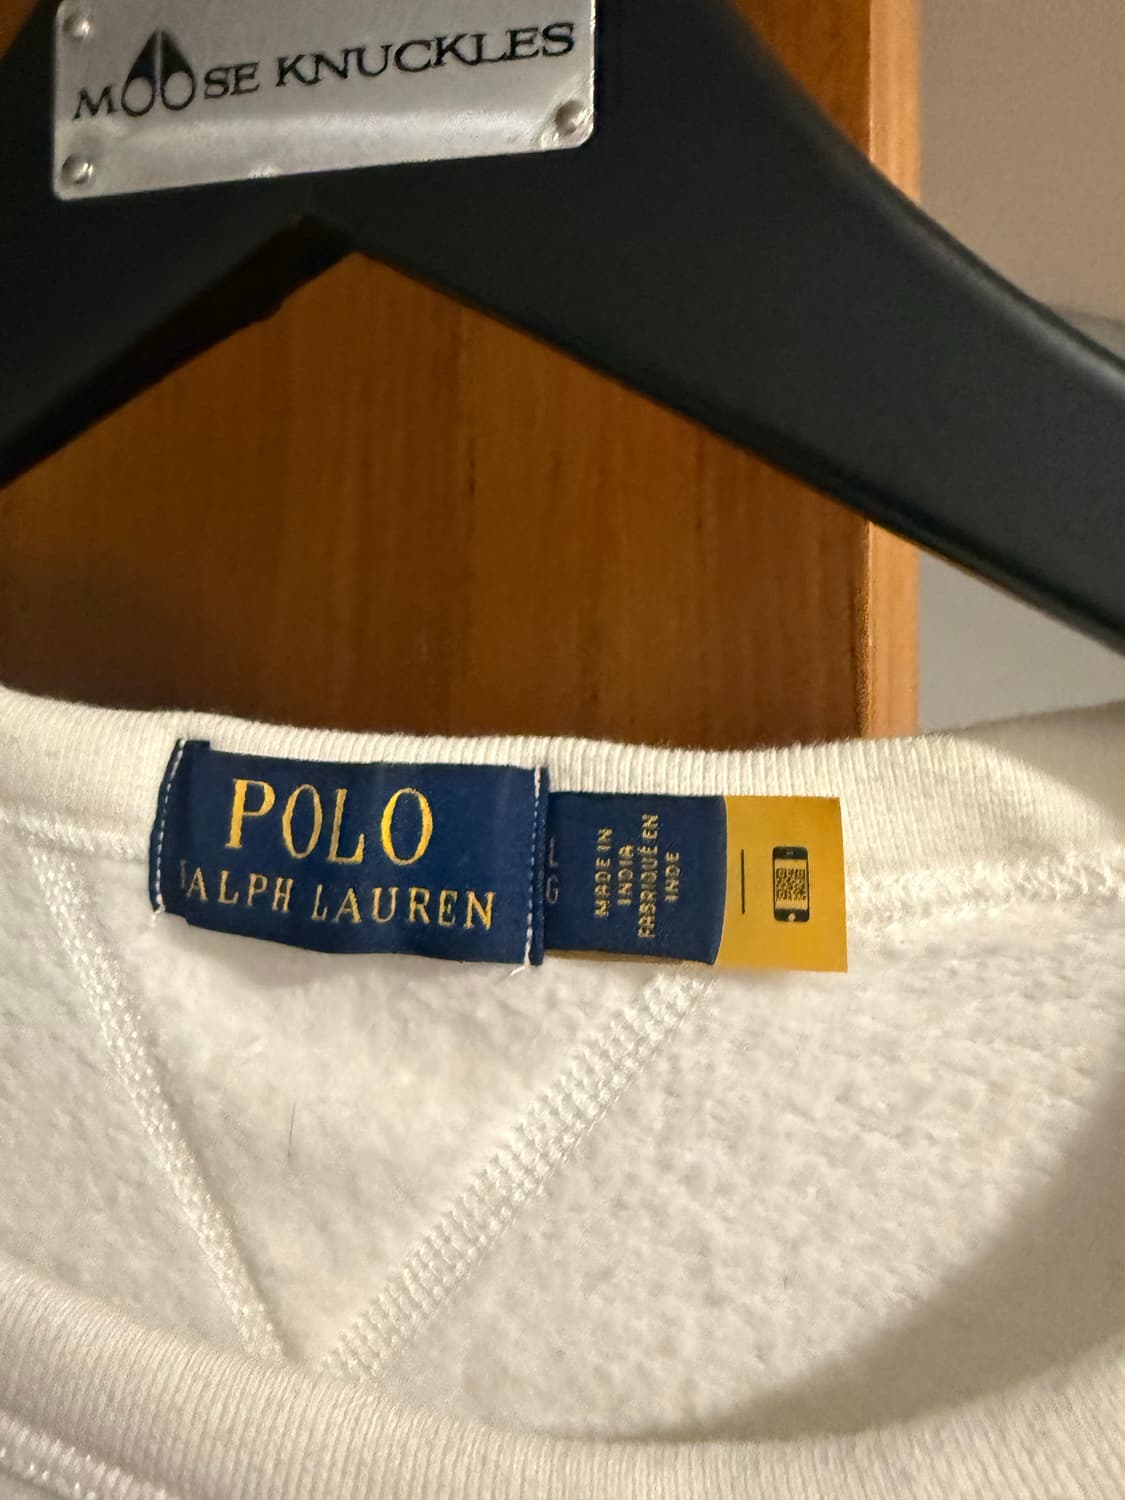 MOOSE KNUCKLES
POLO
RALPH LAUREN
L
G
MADE IN
INDIA
FABRIQUÉ EN
INDE